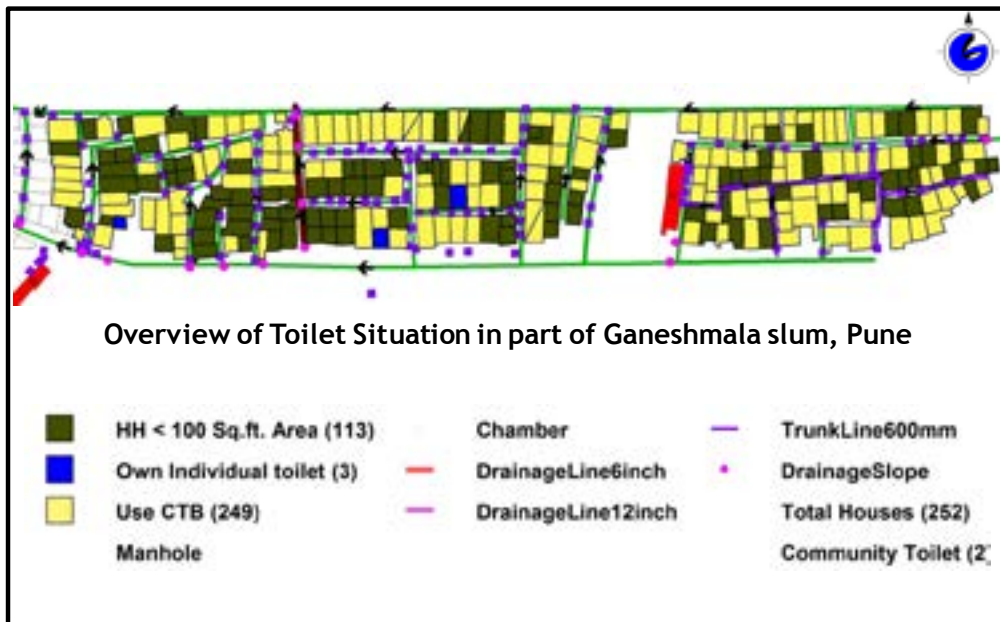 Overview of Toilet Situation in part of Ganeshmala slum, Pune
HH < 100 Sq.ft. Area (113)
Chamber
TrunkLine600mm
Own Individual toilet (3)
DrainageLine6inch
DrainageSlope
Use CTB (249)
DrainageLine12inch
Total Houses (252)
Manhole
Community Toilet (2